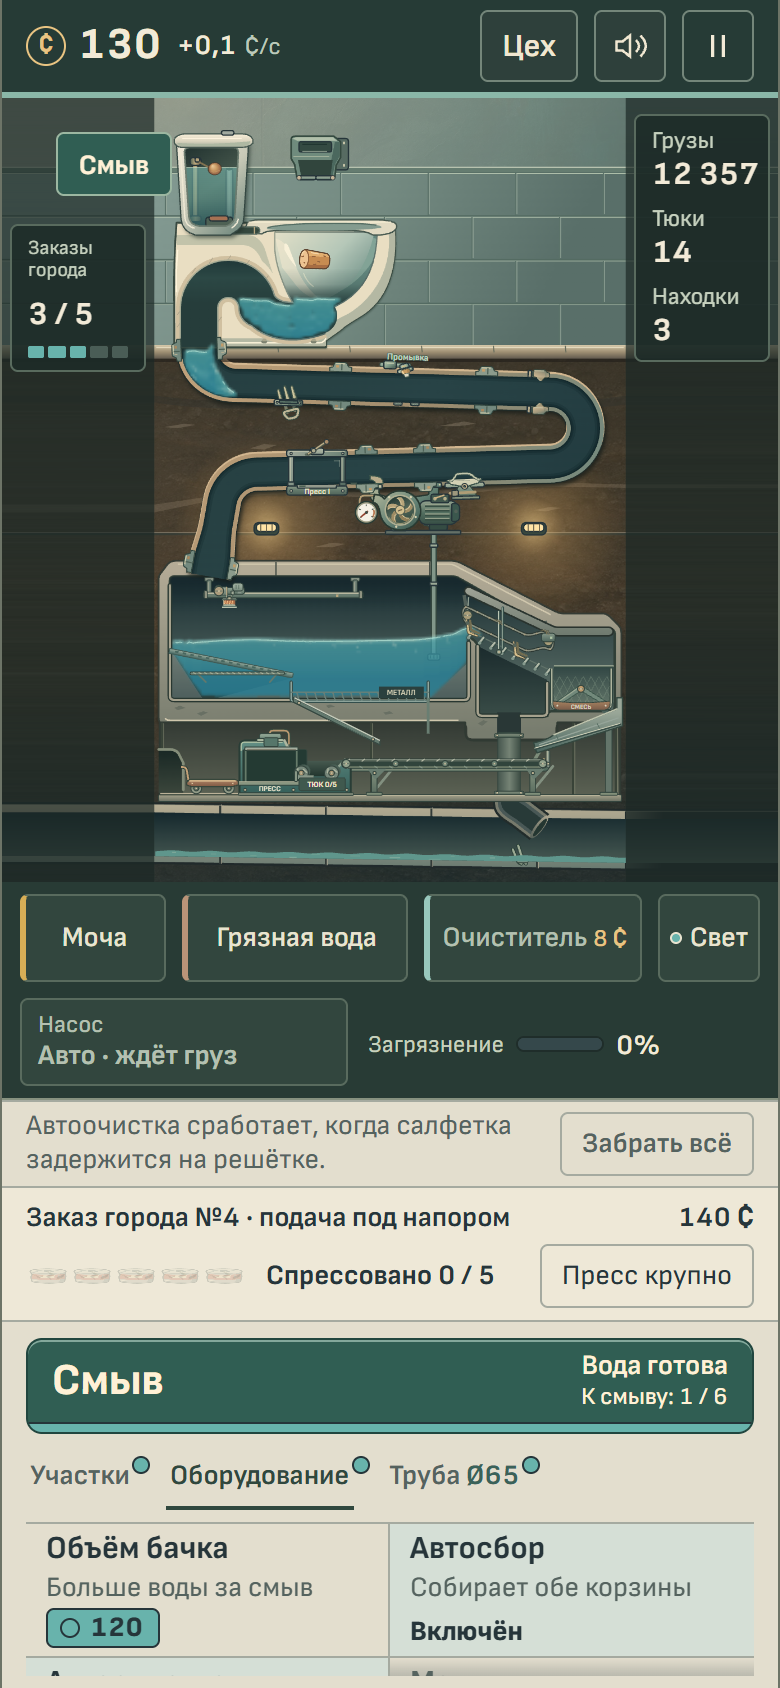 ₵ 130 +0,1 ₵/с
Цех
Смыв
Грузы
12 357
Тюки
14
Находки
3
Заказы
города
3 / 5
Промывка
Пресс I
МЕТАЛЛ
СМЕСЬ
ПРЕСС
ТЮК 0/5
Моча
Грязная вода
Очиститель 8 ₵
Свет
Насос
Авто · ждёт груз
Загрязнение 0%
Автоочистка сработает, когда салфетка
задержится на решётке.
Забрать всё
Заказ города №4 · подача под напором
140 ₵
Спрессовано 0 / 5
Пресс крупно
Смыв
Вода готова
К смыву: 1 / 6
Участки
Оборудование
Труба Ø65
Объём бачка
Больше воды за смыв
120
Автосбор
Собирает обе корзины
Включён